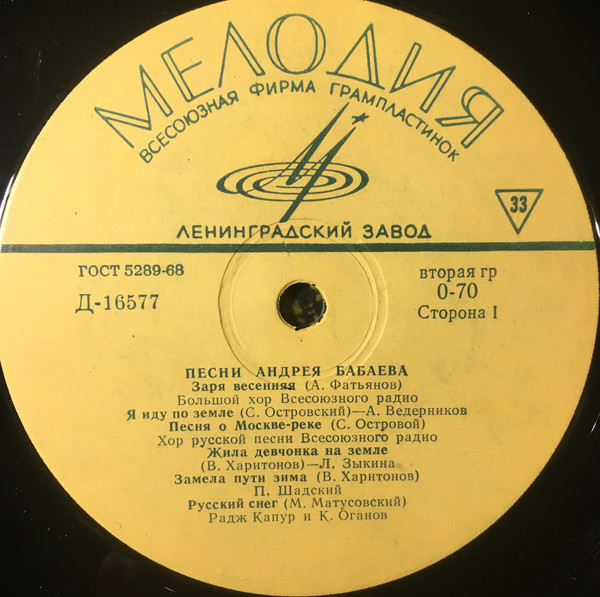 МЕЛОДИЯ
ВСЕСОЮЗНАЯ ФИРМА ГРАМПЛАСТИНОК
33
ЛЕНИНГРАДСКИЙ ЗАВОД
ГОСТ 5289-68
вторая гр
Д-16577
0-70
Сторона I
ПЕСНИ АНДРЕЯ БАБАЕВА
Заря весенняя (А. Фатьянов)
Большой хор Всесоюзного радио
Я иду по земле (С. Островский)—А. Ведерников
Песня о Москве-реке (С. Островой)
Хор русской песни Всесоюзного радио
Жила девчонка на земле
(В. Харитонов)—Л. Зыкина
Замела пути зима (В. Харитонов)
П. Шадский
Русский снег (М. Матусовский)
Радж Капур и К. Оганов